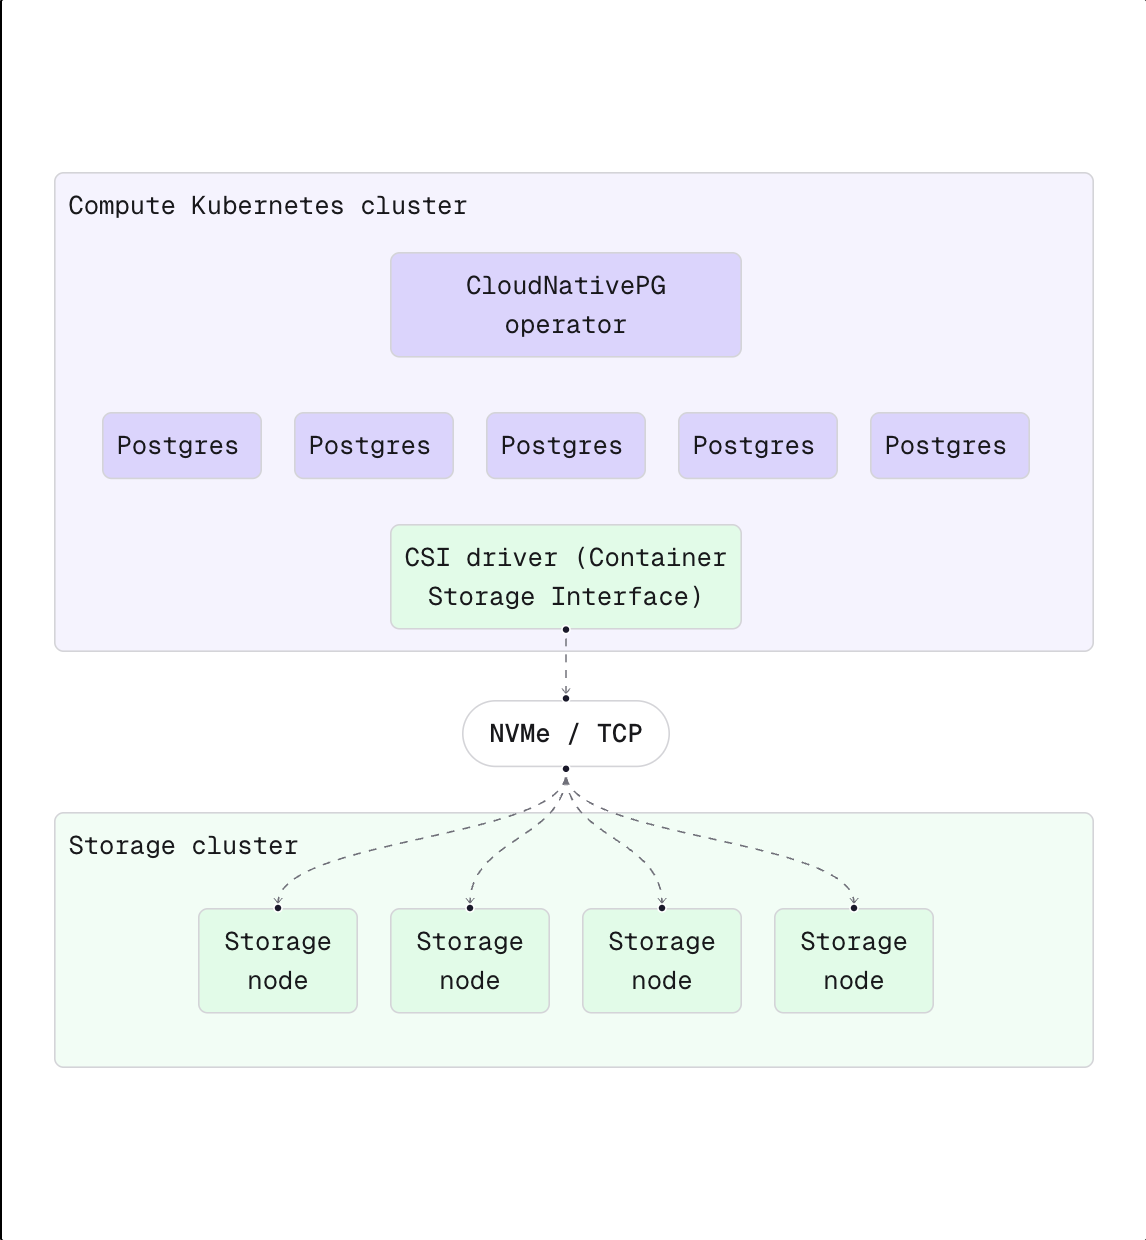 Compute Kubernetes cluster
CloudNativePG
operator
Postgres
Postgres
Postgres
Postgres
Postgres
CSI driver (Container
Storage Interface)
NVMe / TCP
Storage cluster
Storage
node
Storage
node
Storage
node
Storage
node